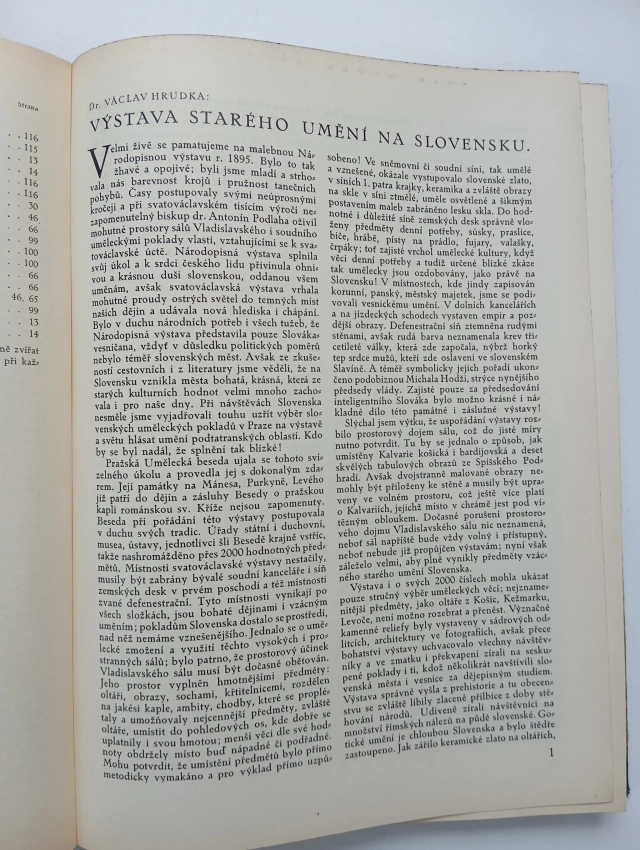 Strana
. . 116
. . 115
. . 13
. . 14
. . 116
. . 116
. . 30
. . 46
. . 66
. . 99
. . 100
. . 100
. . 66
. . 66
46, 65
. . 99
. . 13
. . 14
ně zvířat
při kaž-
Dr. VÁCLAV HRUDKA:
VÝSTAVA STARÉHO UMĚNÍ NA SLOVENSKU.
Velmi živě se pamatujeme na malebnou Ná-
rodopisnou výstavu r. 1895. Bylo to tak
žhavé a opojivé; byli jsme mladí a strho-
vala nás barevnost krojů i pružnost tanečních
pohybů. Časy postupovaly svými neúprosnými
kročeji a při svatováclavském tisícím výročí ne-
zapomenutelný biskup dr. Antonín Podlaha oživil
mohutné prostory sálů Vladislavského i soudního
uměleckými poklady vlasti, vztahujícími se k sva-
továclavské úctě. Národopisná výstava splnila
svůj úkol a k srdci českého lidu přivinula ohni-
vou a krásnou duši slovenskou, oddanou všem
uměním, avšak svatováclavská výstava vrhala
mohutné proudy ostrých světel do temných míst
našich dějin a udávala nová hlediska i chápání.
Bylo v duchu národních potřeb i všech tužeb, že
Národopisná výstava představila pouze Slováka-
vesničana, vždyť v důsledku politických poměrů
nebylo téměř slovenských měst. Avšak ze zkuše-
ností cestovních i z literatury jsme věděli, že na
Slovensku vznikla města bohatá, krásná, která ze
starých kulturních hodnot velmi mnoho zacho-
vala i pro naše dny. Při návštěvách Slovenska
nesměle jsme vyjadřovali touhu uzřít výběr slo-
venských uměleckých pokladů v Praze na výstavě
a světu hlásat umění podtatranských oblastí. Kdo
by se byl nadál, že splnění tak blízké!
Pražská Umělecká beseda ujala se tohoto sví-
zelného úkolu a provedla jej s dokonalým zda-
rem. Její památky na Mánesa, Purkyně, Levého
již patří do dějin a zásluhy Besedy o pražskou
kapli románskou sv. Kříže nejsou zapomenuty.
Beseda při pořádání této výstavy postupovala
v duchu svých tradic. Úřady státní i duchovní,
musea, ústavy, jednotlivci šli Besedě krajně vstříc,
takže nashromážděno přes 2000 hodnotných před-
mětů. Místnosti svatováclavské výstavy nestačily,
musily být zabrány bývalé soudní kanceláře i síň
zemských desk v prvém poschodí a též místnosti
zvané defenestrační. Tyto místnosti vynikají po
všech složkách, jsou bohaté dějinami i vzácným
uměním; pokladům Slovenska dostalo se prostředí,
nad něž nemáme vznešenějšího. Jednalo se o umě-
lecké zmožení a využití těchto vysokých i pro-
stranných sálů; bylo patrno, že prostorový účinek
Vladislavského sálu musí být dočasně obětován.
Jeho prostor vyplněn hmotnějšími předměty:
oltáři, obrazy, sochami, křtitelnicemi, rozdělen
na jakési kaple, ambity, chodby, které se proplé-
taly a umožňovaly nejcennější předměty, zvláště
oltáře, umístit do pohledových os, kde dobře se
uplatnily i svou hmotou; menší věci dle své hod-
noty obdržely místo buď nápadné či podřadné.
Mohu potvrdit, že umístění předmětů bylo přímo
metodicky vymakáno a pro výklad přímo uzpů-
sobeno! Ve sněmovní či soudní síni, tak umělé
a vznešené, okázale vystupovalo slovenské zlato,
v síních 1. patra krajky, keramika a zvláště obrazy
na skle v síni ztmělé, uměle osvětlené a šikmým
postavením maleb zabráněno lesku skla. Do hod-
notné i důležité síně zemských desk správně vlo-
ženy předměty denní potřeby, súsky, praslice,
biče, hrábě, písty na prádlo, fujary, valašky,
črpáky; toť zajisté vrchol umělecké kultury, když
věci denní potřeby a tudíž určené blízké zkáze
tak umělecky jsou ozdobovány, jako právě na
Slovensku! V místnostech, kde jindy zapisován
korunní, panský, městský majetek, jsme se podi-
vovali vesnickému umění. V dolních kancelářích
a na jízdeckých schodech vystaven empir a poz-
dější obrazy. Defenestrační síň ztemněna rudými
stěnami, avšak rudá barva neznamenala krev tři-
cetileté války, která zde započala, nýbrž horký
tep srdce mužů, kteří zde oslaveni ve slovenském
Slavíně. A téměř symbolicky jejich pořadí ukon-
čeno podobiznou Michala Hodži, strýce nynějšího
předsedy vlády. Zajisté pouze za předsedování
inteligentního Slováka bylo možno krásné i ná-
kladné dílo této památné i záslužné výstavy!
Slýchal jsem výtku, že uspořádání výstavy roz-
bilo prostorový dojem sálu, což do jisté míry
nutno potvrdit. Tu by se jednalo o způsob, jak
umístěny Kalvarie košická i bardijovská a deset
skvělých tabulových obrazů ze Spišského Pod-
hradí. Avšak dvojstranně malované obrazy ne-
mohly být přiloženy ke stěně a musily být uprа-
veny ve volném prostoru, což ještě více platí
o Kalvariích, jejichž místo v chrámě jest pod ví-
tězným obloukem. Dočasné porušení prostoro-
vého dojmu Vladislavského sálu nic neznamená,
neboť sál napříště bude vždy volný i přístupný,
neboť nebude již propůjčen výstavám; nyní však
záleželo velmi, aby plně vynikly předměty vzác-
ného starého umění Slovenska.
Výstava i o svých 2000 číslech mohla ukázat
pouze stručný výběr uměleckých věcí; nejzname-
nitější předměty, jako oltáře z Košic, Kežmarku,
Levoče, není možno rozebrat a přenést. Význačné
kamenné reliefy byly vystaveny v sádrových od-
litcích, architektury ve fotografiích, avšak přece
bohatství výstavy uchvacovalo všechny návštěv-
níky a ve zmatku i překvapení zírali na sesku-
pené poklady i ti, kdož několikrát navštívili slo-
venská města i vesnice za dějepisným studiem.
Výstava správně vyšla z prehistorie a tu obecen-
stvu se zvláště líbily zlacené přílbice z doby stě-
hování národů. Udiveně zírali návštěvníci na
množství římských nálezů na půdě slovenské. Go-
tické umění je chloubou Slovenska a bylo štědře
zastoupeno. Jak zářilo keramické zlato na oltářích,
1